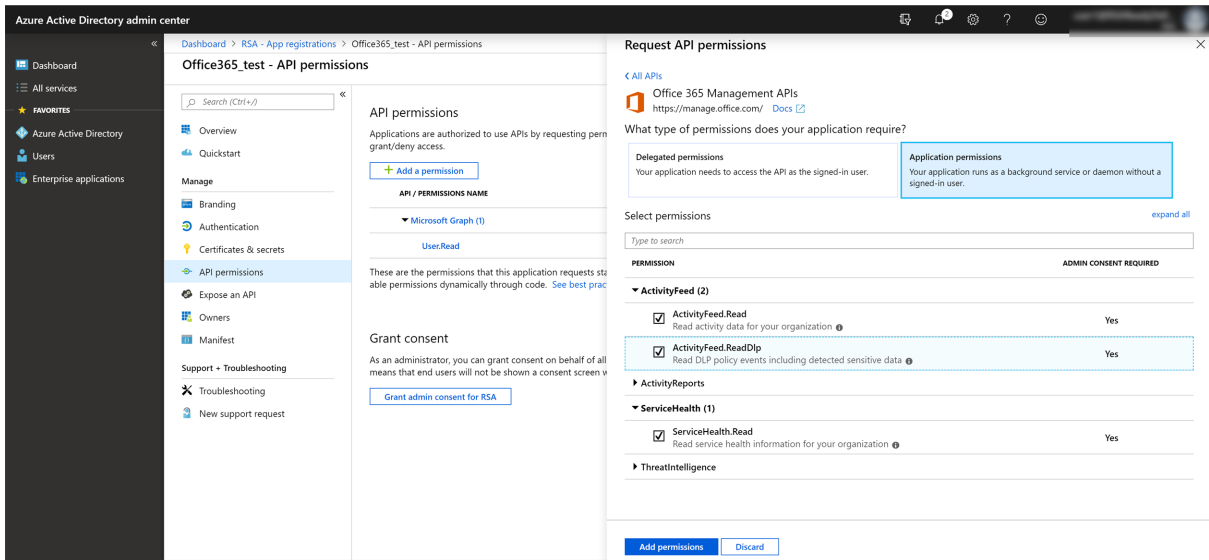 Azure Active Directory admin center
2
«
Dashboard
All services
FAVORITES
Azure Active Directory
Users
Enterprise applications
Dashboard > RSA - App registrations > Office365_test - API permissions
Office365_test - API permissions
Search (Ctrl+/)
«
Overview
Quickstart
Manage
Branding
Authentication
Certificates & secrets
API permissions
Expose an API
Owners
Manifest
Support + Troubleshooting
Troubleshooting
New support request
API permissions
Applications are authorized to use APIs by requesting perm
grant/deny access.
+ Add a permission
API / PERMISSIONS NAME
Microsoft Graph (1)
User.Read
These are the permissions that this application requests sta
able permissions dynamically through code. See best prac
Grant consent
As an administrator, you can grant consent on behalf of all
means that end users will not be shown a consent screen w
Grant admin consent for RSA
Request API permissions
< All APIs
Office 365 Management APIs
https://manage.office.com/ Docs
What type of permissions does your application require?
Delegated permissions
Your application needs to access the API as the signed-in user.
Application permissions
Your application runs as a background service or daemon without a
signed-in user.
Select permissions
expand all
Type to search
PERMISSION
ADMIN CONSENT REQUIRED
ActivityFeed (2)
ActivityFeed.Read
Read activity data for your organization
Yes
ActivityFeed.ReadDlp
Read DLP policy events including detected sensitive data
Yes
ActivityReports
ServiceHealth (1)
ServiceHealth.Read
Read service health information for your organization
Yes
ThreatIntelligence
Add permissions
Discard